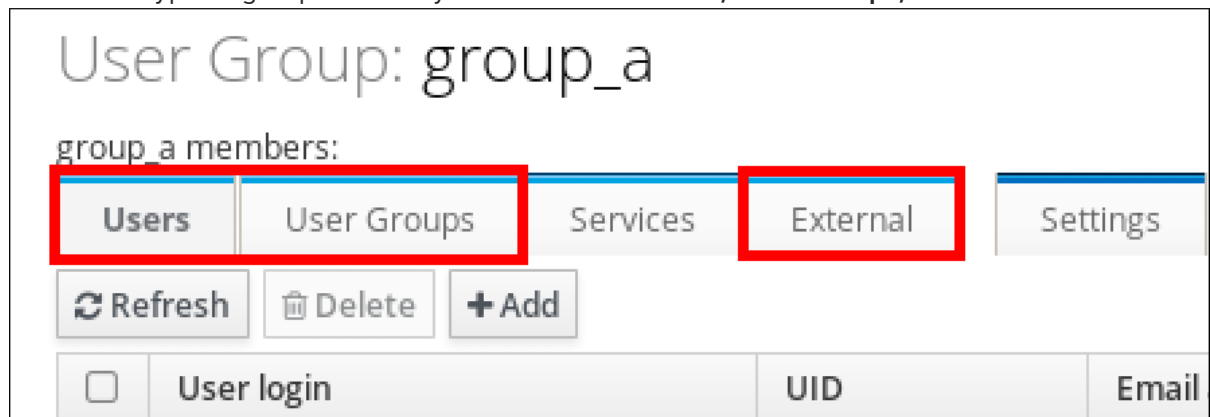 User Group: group_a
group_a members:
Users User Groups Services External Settings
Refresh Delete + Add
User login UID Email